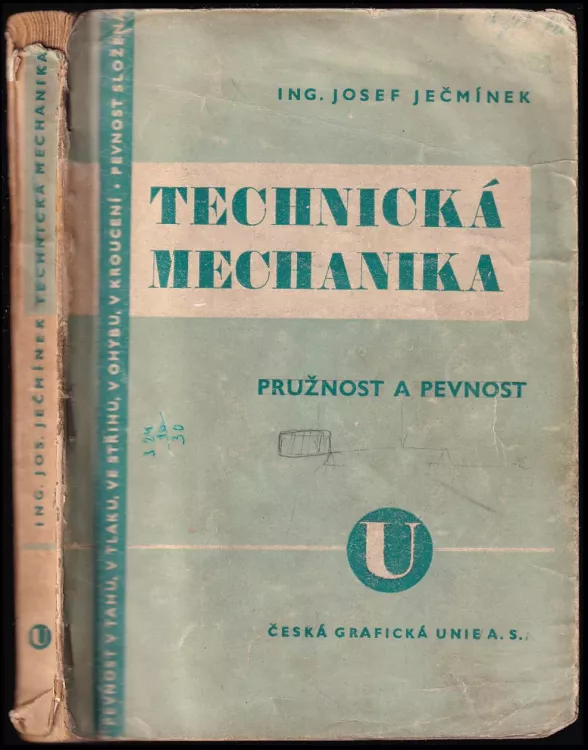 ING. JOS. JEČMÍNEK TECHNICKÁ MECHANIKA
U
PEVNOST V TAHU, V TLAKU, VE STŘIHU, V OHYBU, V KROUCENÍ • PEVNOST SLOŽENÁ
ING. JOSEF JEČMÍNEK
TECHNICKÁ
MECHANIKA
PRUŽNOST A PEVNOST
U
ČESKÁ GRAFICKÁ UNIE A. S.